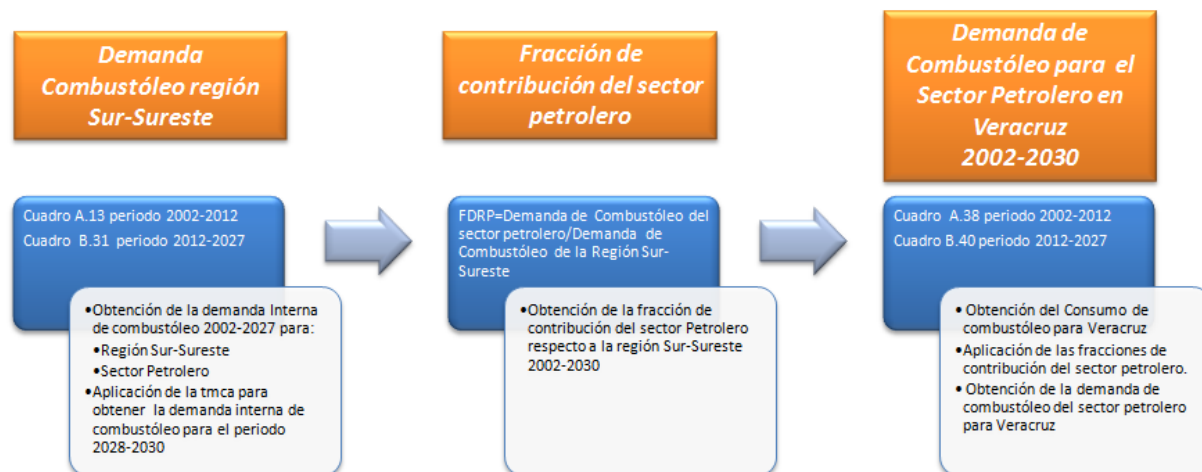 Demanda
Combustóleo región
Sur-Sureste
Cuadro A.13 periodo 2002-2012
Cuadro B.31 periodo 2012-2027
•Obtención de la demanda Interna
de combustóleo 2002-2027 para:
•Región Sur-Sureste
•Sector Petrolero
•Aplicación de la tmca para
obtener la demanda interna de
combustóleo para el periodo
2028-2030
Fracción de
contribución del sector
petrolero
FDRP=Demanda de Combustóleo del
sector petrolero/Demanda de
Combustóleo de la Región Sur-
Sureste
•Obtención de la fracción de
contribución del sector Petrolero
respecto a la región Sur-Sureste
2002-2030
Demanda de
Combustóleo para el
Sector Petrolero en
Veracruz
2002-2030
Cuadro A.38 periodo 2002-2012
Cuadro B.40 periodo 2012-2027
• Obtención del Consumo de
combustóleo para Veracruz
•Aplicación de las fracciones de
contribución del sector petrolero.
• Obtención de la demanda de
combustóleo del sector petrolero
para Veracruz